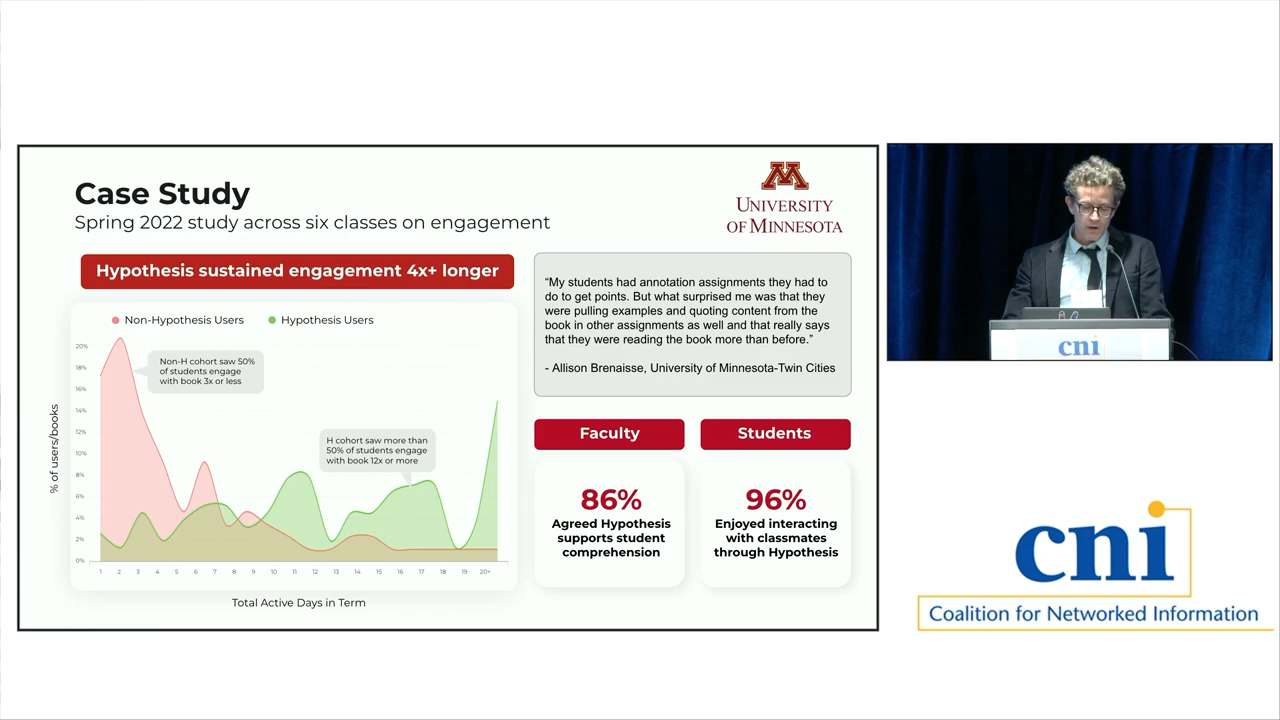 Case Study
Spring 2022 study across six classes on engagement
UNIVERSITY
OF MINNESOTA
Hypothesis sustained engagement 4x+ longer
Non-Hypothesis Users
Hypothesis Users
20%
18%
16%
14%
12%
10%
8%
6%
4%
2%
0%
% of users/books
Non-H cohort saw 50%
of students engage
with book 3x or less
H cohort saw more than
50% of students engage
with book 12x or more
1 2 3 4 5 6 7 8 9 10 11 12 13 14 15 16 17 18 19 20+
Total Active Days in Term
“My students had annotation assignments they had to
do to get points. But what surprised me was that they
were pulling examples and quoting content from the
book in other assignments as well and that really says
that they were reading the book more than before.”
- Allison Brenaisse, University of Minnesota-Twin Cities
Faculty
86%
Agreed Hypothesis
supports student
comprehension
Students
96%
Enjoyed interacting
with classmates
through Hypothesis
cni
cni
Coalition for Networked Information